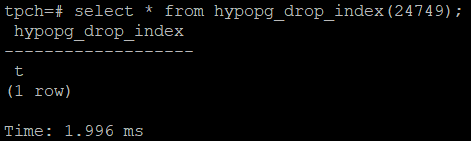 tpch=# select * from hypopg_drop_index(24749);
 hypopg_drop_index
-------------------
 t
(1 row)

Time: 1.996 ms